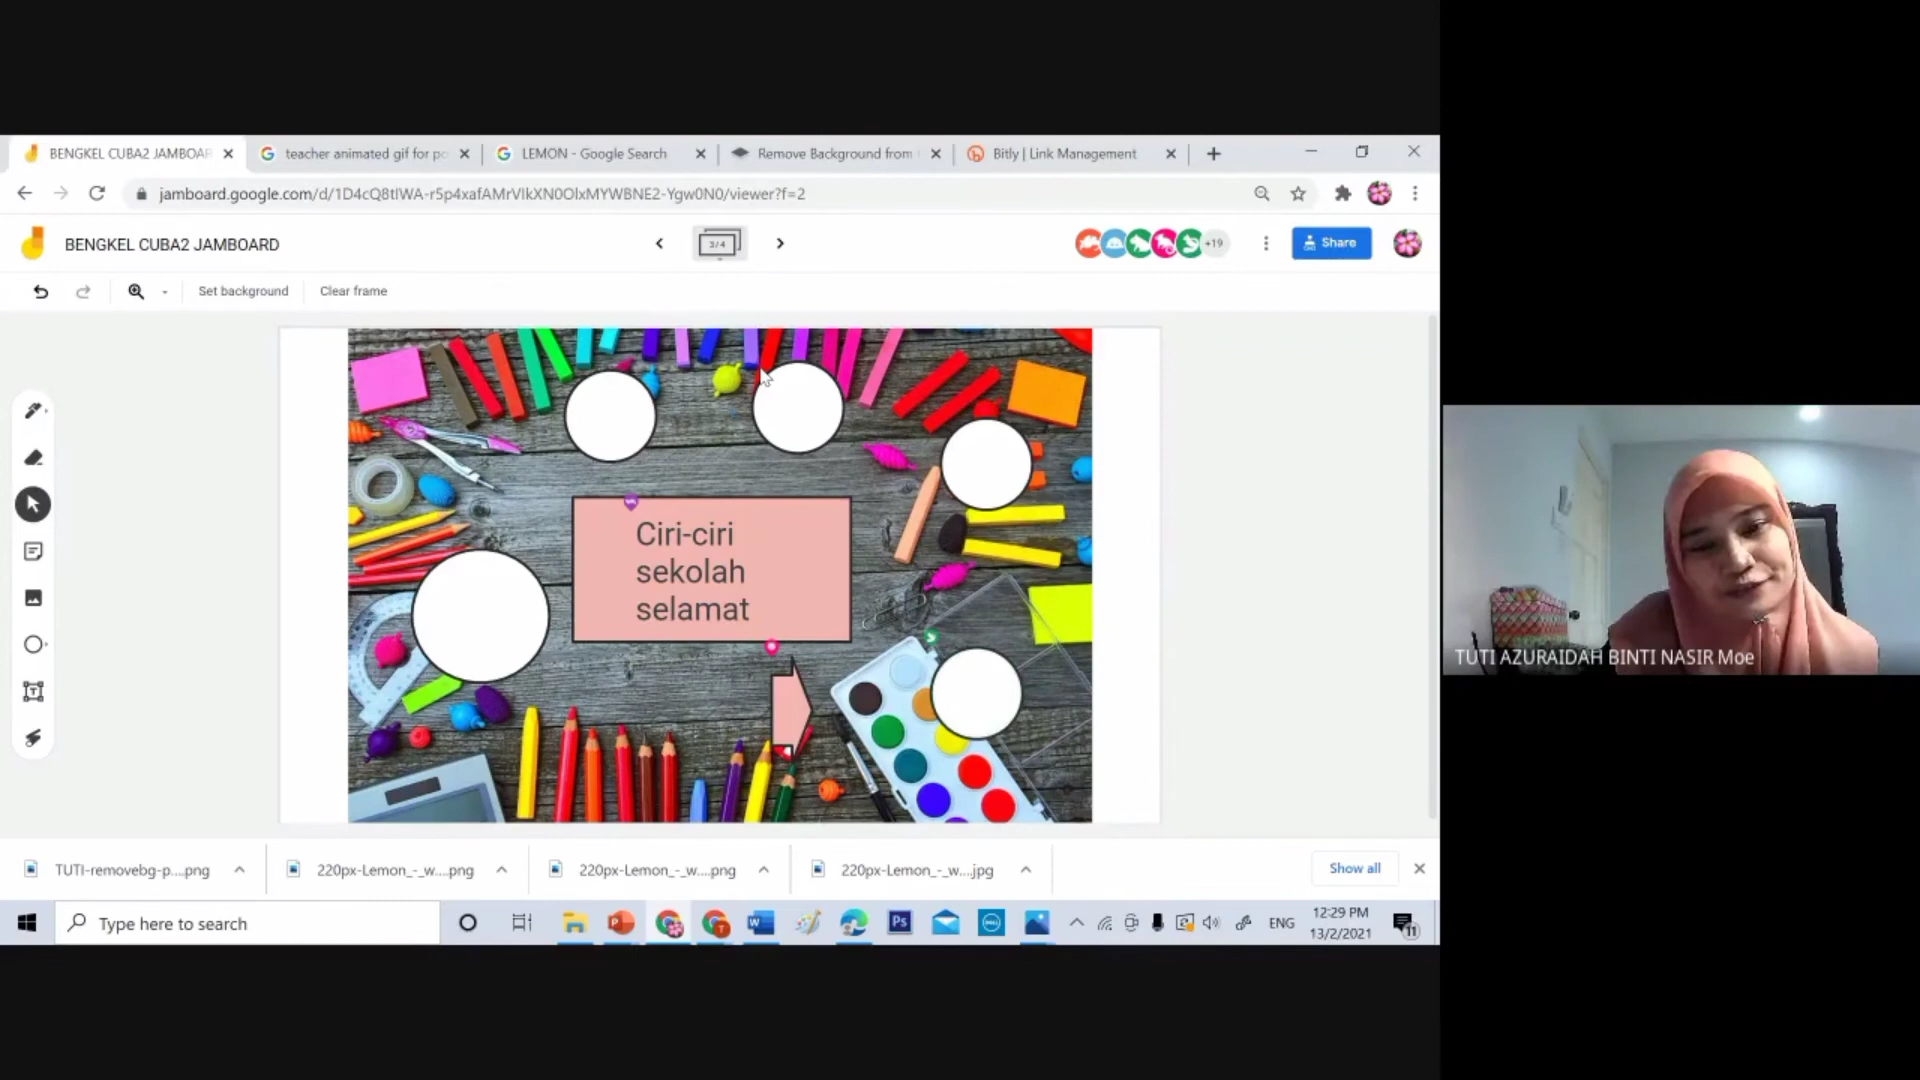 BENGKEL CUBA2 JAMBOAR
teacher animated gif for po
LEMON - Google Search
Remove Background from
Bitly | Link Management
jamboard.google.com/d/1D4cQ8tIWA-r5p4xafAMrVIkXN0OlxMYWBNE2-Ygw0N0/viewer?f=2
BENGKEL CUBA2 JAMBOARD
3/4
+19
Share
Set background
Clear frame
Ciri-ciri
sekolah
selamat
TUTI AZURAIDAH BINTI NASIR Moe
TUTI-removebg-p....png
220px-Lemon_-_w....png
220px-Lemon_-_w....png
220px-Lemon_-_w....jpg
Show all
Type here to search
ENG
12:29 PM
13/2/2021
11